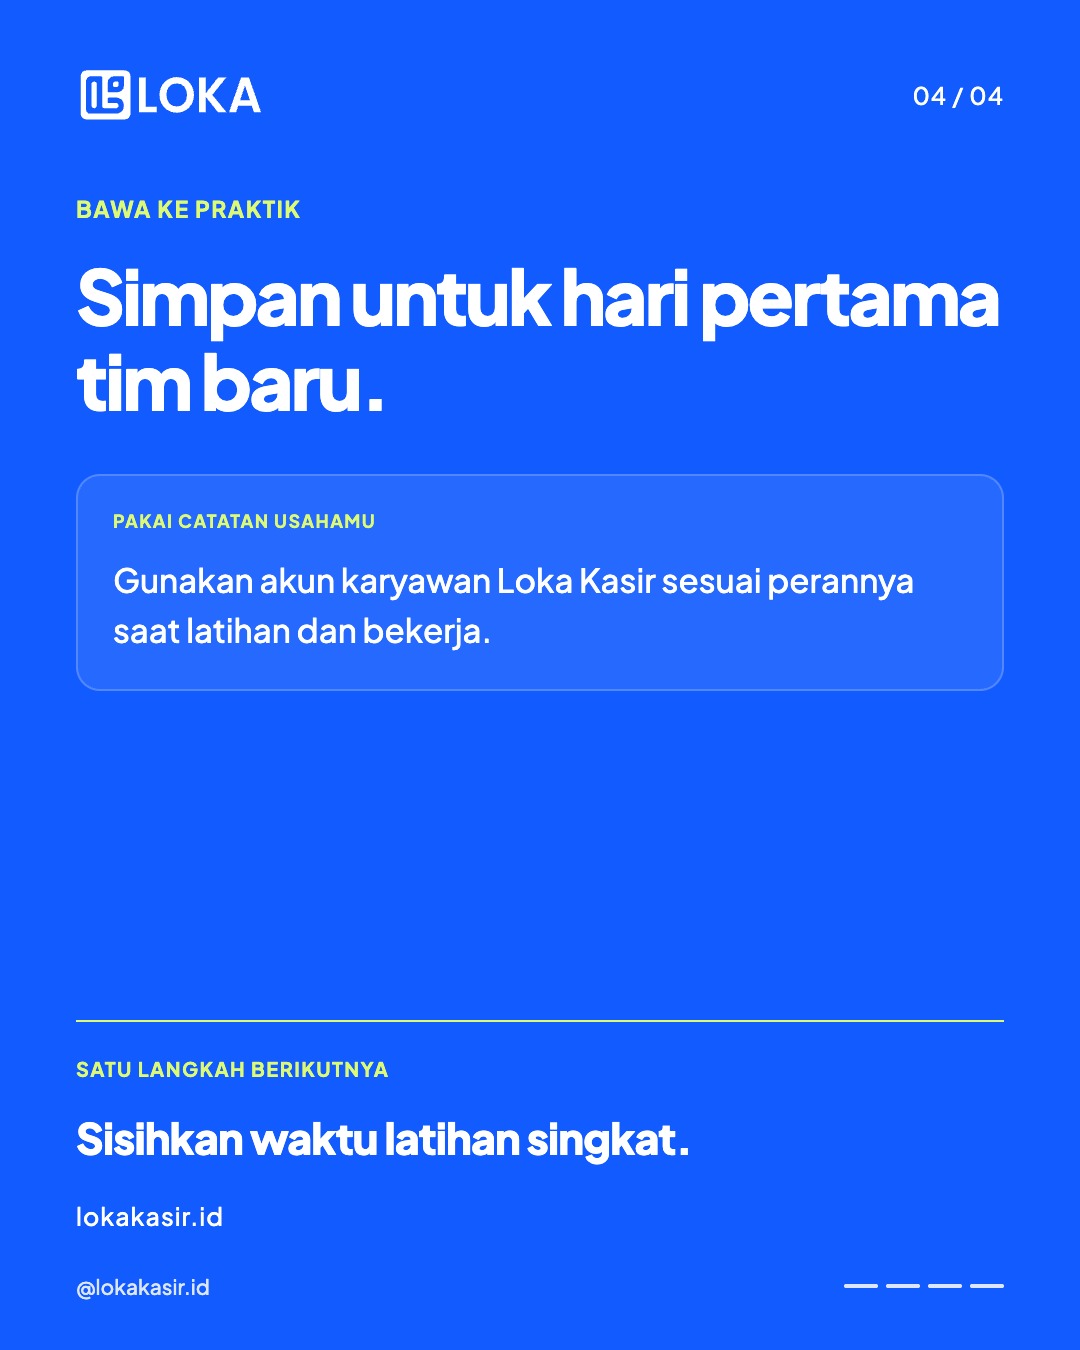 LOKA
04 / 04
BAWA KE PRAKTIK
Simpan untuk hari pertama
tim baru.
PAKAI CATATAN USAHAMU
Gunakan akun karyawan Loka Kasir sesuai perannya
saat latihan dan bekerja.
SATU LANGKAH BERIKUTNYA
Sisihkan waktu latihan singkat.
lokakasir.id
@lokakasir.id